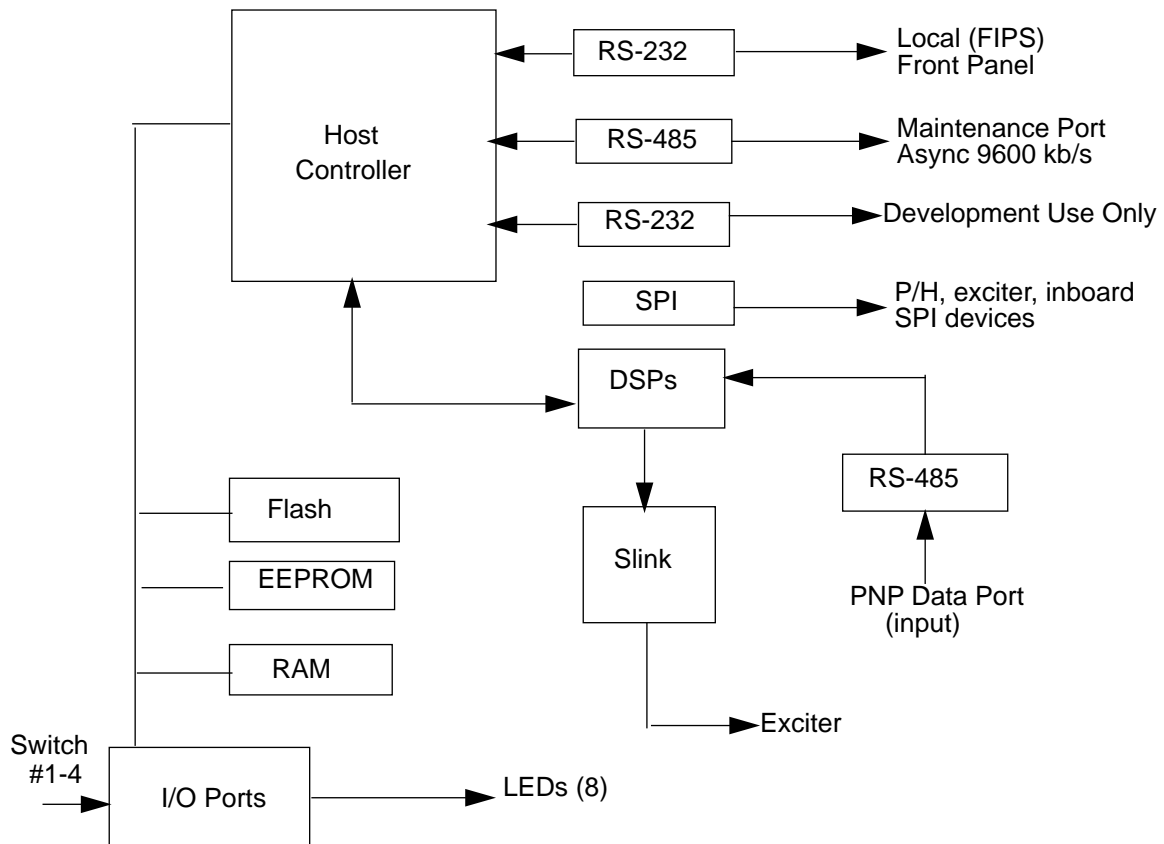 RS-232
Local (FIPS)
Front Panel
Host
Controller
RS-485
Maintenance Port
Async 9600 kb/s
RS-232
Development Use Only
SPI
P/H, exciter, inboard
SPI devices
DSPs
RS-485
Flash
Slink
EEPROM
PNP Data Port
(input)
RAM
Exciter
Switch
#1-4
I/O Ports
LEDs (8)